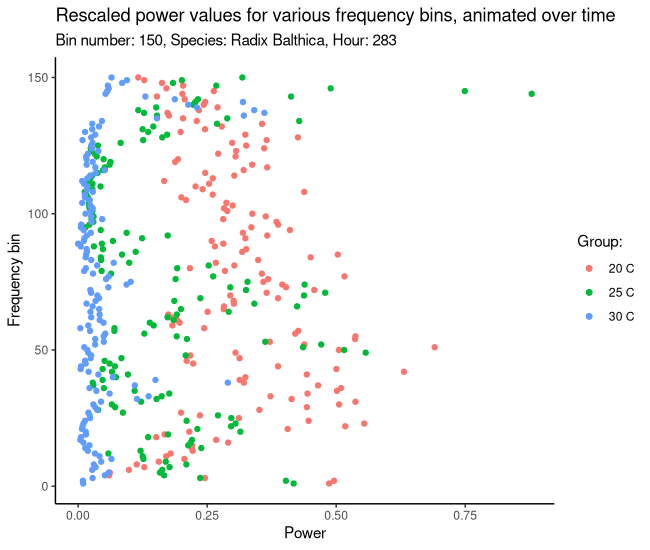 Rescaled power values for various frequency bins, animated over time
Bin number: 150, Species: Radix Balthica, Hour: 283
150
100
50
0
Frequency bin
0.00 0.25 0.50 0.75
Power
Group:
20 C
25 C
30 C